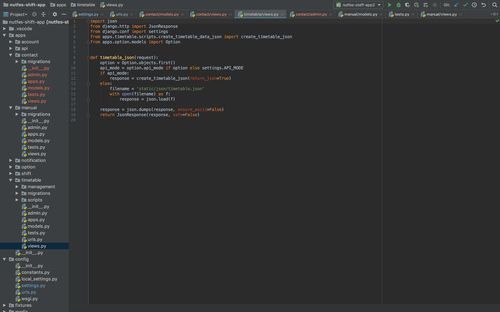 nutfes-shift-app
apps
timetable
views.py
nutfes-shift-app2
Project
settings.py
urls.py
contact/models.py
contact/views.py
timetable/views.py
contact/admin.py
manual/models.py
tests.py
manual/views.py
nutfes-shift-app [nutfes-sh
.vscode
apps
account
api
contact
migrations
__init__.py
admin.py
apps.py
models.py
tests.py
views.py
manual
migrations
__init__.py
admin.py
apps.py
models.py
tests.py
views.py
notification
option
shift
timetable
management
migrations
scripts
__init__.py
admin.py
apps.py
models.py
tests.py
urls.py
views.py
__init__.py
config
__init__.py
constants.py
local_settings.py
settings.py
urls.py
wsgi.py
fixtures
media
import json
from django.http import JsonResponse
from django.conf import settings
from apps.timetable.scripts.create_timetable_data_json import create_timetable_json
from apps.option.models import Option
def timetable_json(request):
option = Option.objects.first()
api_mode = option.api_mode if option else settings.API_MODE
if api_mode:
response = create_timetable_json(return_json=True)
else:
filename = 'static/json/timetable.json'
with open(filename) as f:
response = json.load(f)
response = json.dumps(response, ensure_ascii=False)
return JsonResponse(response, safe=False)